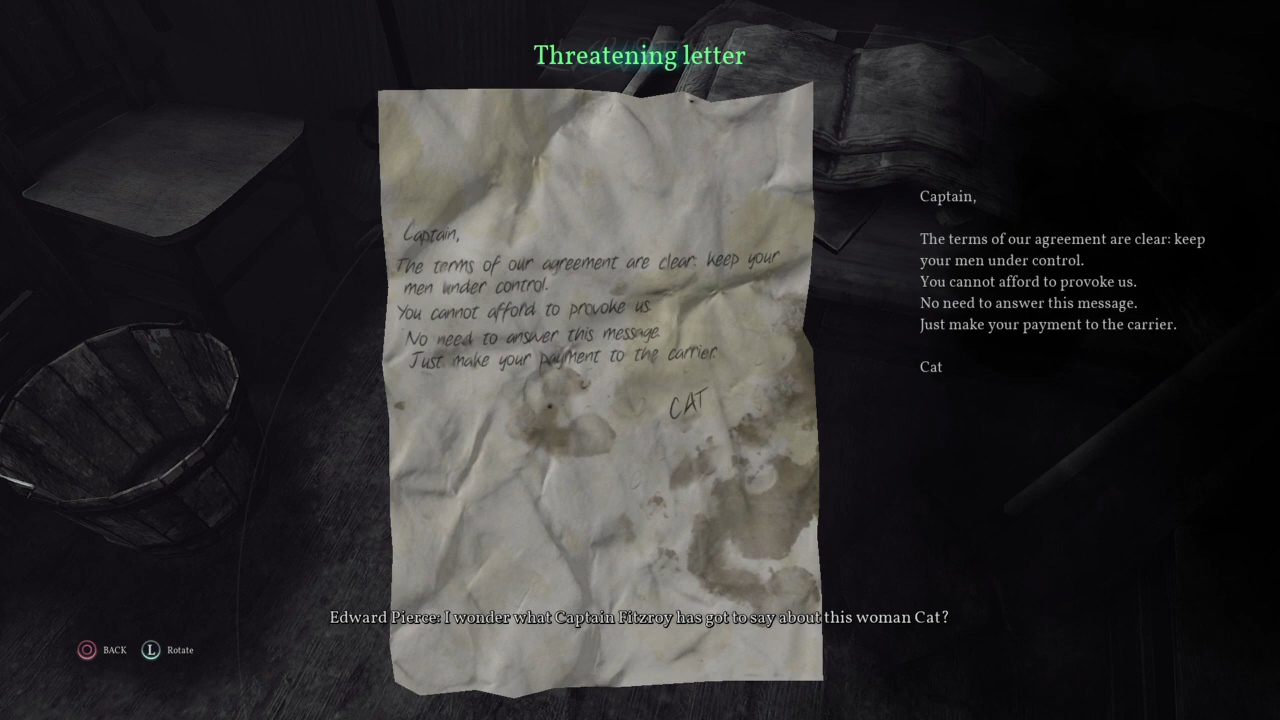 Threatening letter
Captain,
The terms of our agreement are clear: keep your
men under control.
You cannot afford to provoke us.
No need to answer this message.
Just make your payment to the carrier.
CAT
Captain,
The terms of our agreement are clear: keep
your men under control.
You cannot afford to provoke us.
No need to answer this message.
Just make your payment to the carrier.
Cat
Edward Pierce: I wonder what Captain Fitzroy has got to say about this woman Cat?
BACK L Rotate